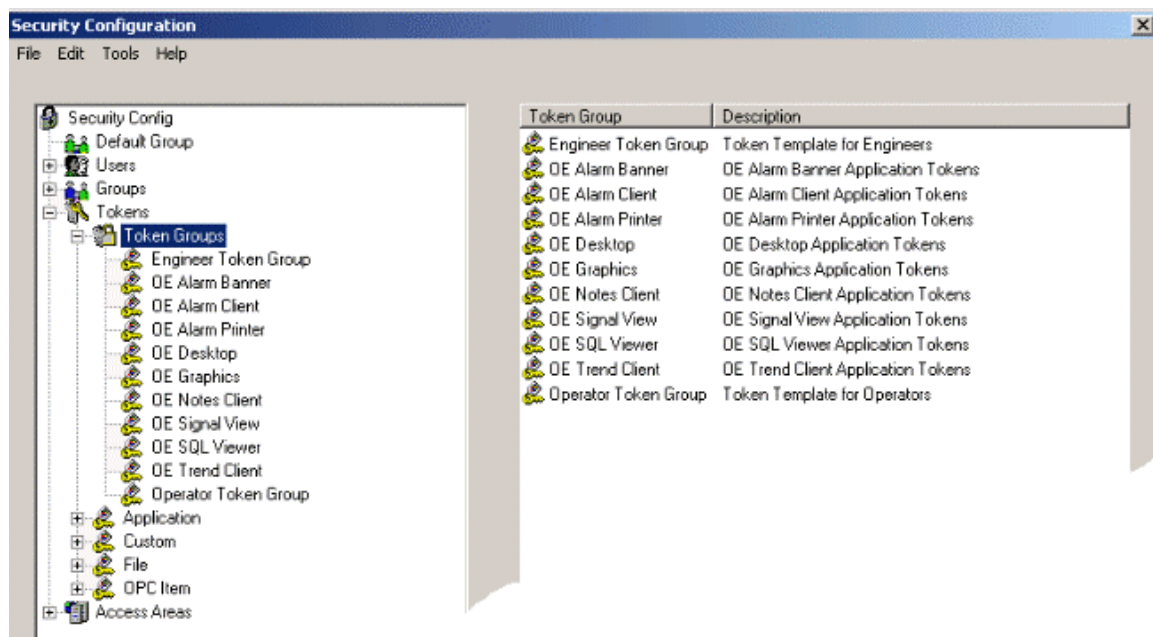 Security Configuration
File Edit Tools Help
Security Config
Default Group
Users
Groups
Tokens
Token Groups
Engineer Token Group
OE Alarm Banner
OE Alarm Client
OE Alarm Printer
OE Desktop
OE Graphics
OE Notes Client
OE Signal View
OE SQL Viewer
OE Trend Client
Operator Token Group
Application
Custom
File
OPC Item
Access Areas
Token Group Description
Engineer Token Group Token Template for Engineers
OE Alarm Banner OE Alarm Banner Application Tokens
OE Alarm Client OE Alarm Client Application Tokens
OE Alarm Printer OE Alarm Printer Application Tokens
OE Desktop OE Desktop Application Tokens
OE Graphics OE Graphics Application Tokens
OE Notes Client OE Notes Client Application Tokens
OE Signal View OE Signal View Application Tokens
OE SQL Viewer OE SQL Viewer Application Tokens
OE Trend Client OE Trend Client Application Tokens
Operator Token Group Token Template for Operators